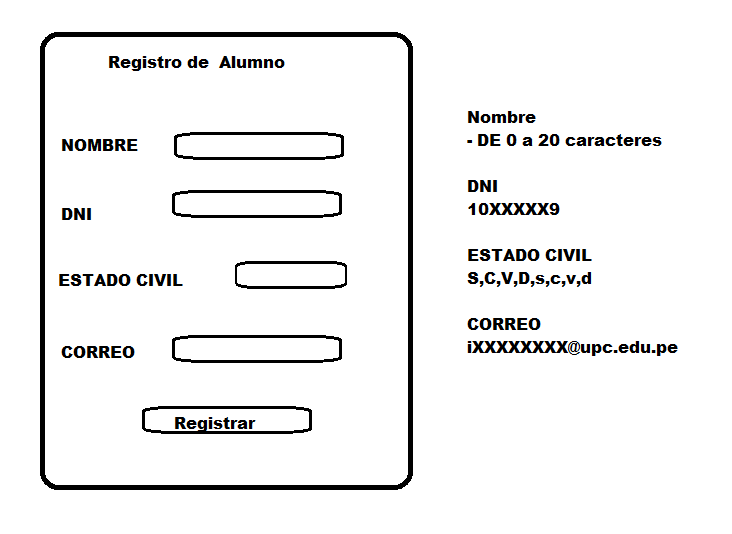 Registro de Alumno
NOMBRE
DNI
ESTADO CIVIL
CORREO
Registrar
Nombre
- DE 0 a 20 caracteres
DNI
10XXXXX9
ESTADO CIVIL
S,C,V,D,s,c,v,d
CORREO
iXXXXXXXX@upc.edu.pe